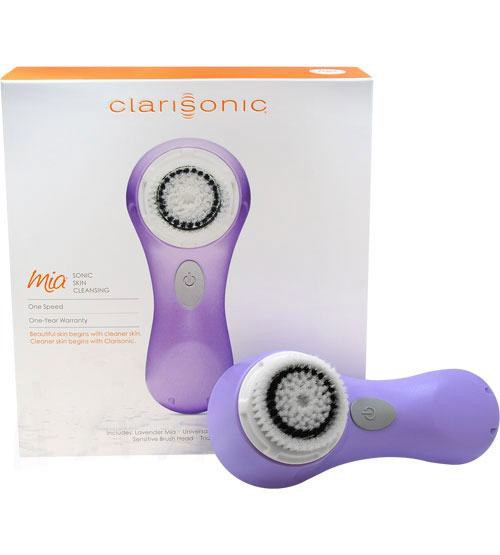 clarisonic
Mia
SONIC
SKIN
CLEANSING
One Speed
One-Year Warranty
Beautiful skin begins with cleaner skin.
Cleaner skin begins with Clarisonic.
Includes: Lavender Mia · Universal
Sensitive Brush Head ·